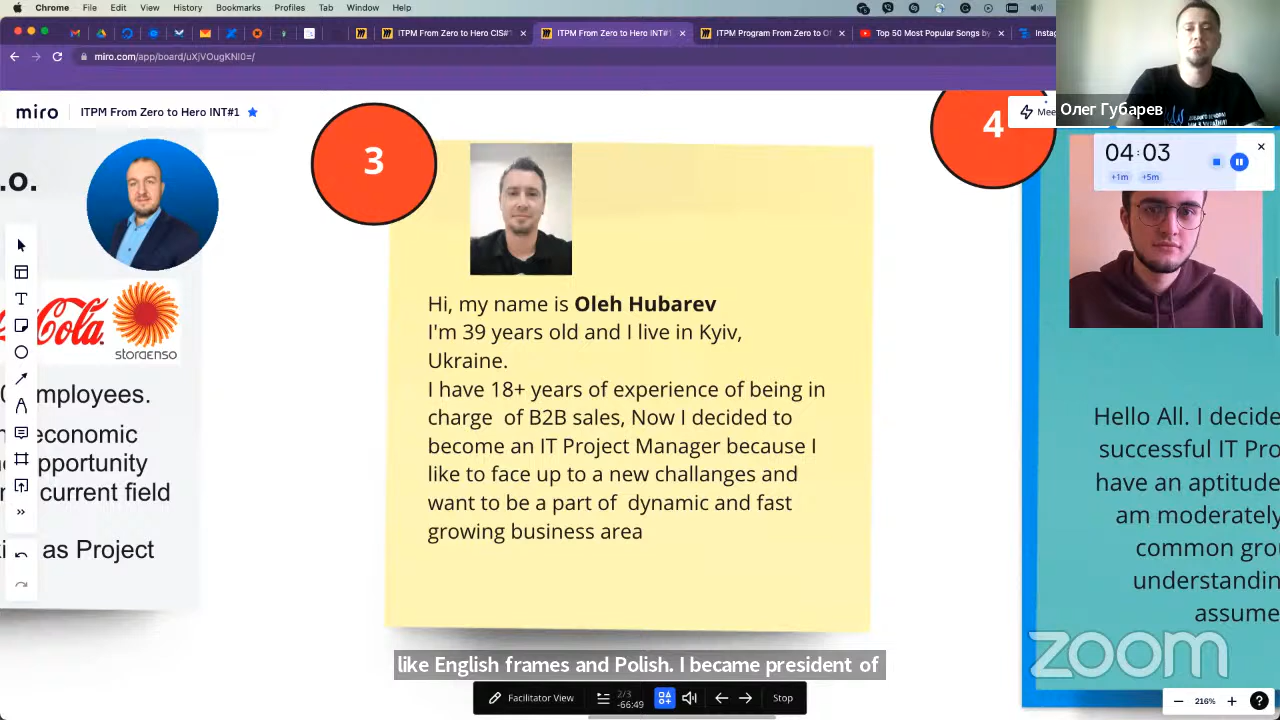 Chrome File Edit View History Bookmarks Profiles Tab Window Help
ITPM From Zero to Hero CIS#
ITPM From Zero to Hero INT#1
ITPM Program From Zero to O
Top 50 Most Popular Songs by
Instag
miro.com/app/board/uXjVOugKNI0=/
miro
ITPM From Zero to Hero INT#1
Mee
Олег Губарев
04:03
+1m
+5m
.o.
Cola
storaenso
mployees.
economic
opportunity
current field
as Project
3
Hi, my name is Oleh Hubarev
I'm 39 years old and I live in Kyiv,
Ukraine.
I have 18+ years of experience of being in
charge of B2B sales, Now I decided to
become an IT Project Manager because I
like to face up to a new challanges and
want to be a part of dynamic and fast
growing business area
4
Hello All. I decide
successful IT Pro
have an aptitude
am moderately
common gro
understandin
assume
like English frames and Polish. I became president of
zoom
Facilitator View
2/3
-66:49
Stop
216%